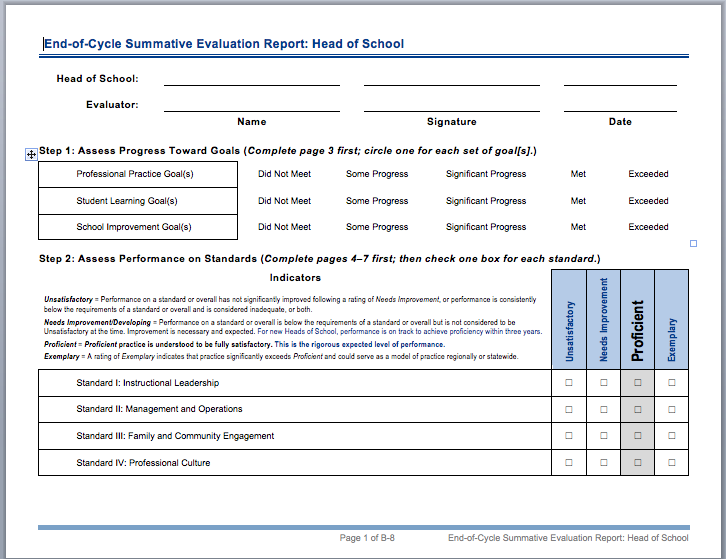 End-of-Cycle Summative Evaluation Report: Head of School
Head of School:
Evaluator:
Name Signature Date
Step 1: Assess Progress Toward Goals (Complete page 3 first; circle one for each set of goal[s].)
Professional Practice Goal(s) Did Not Meet Some Progress Significant Progress Met Exceeded
Student Learning Goal(s) Did Not Meet Some Progress Significant Progress Met Exceeded
School Improvement Goal(s) Did Not Meet Some Progress Significant Progress Met Exceeded
Step 2: Assess Performance on Standards (Complete pages 4–7 first; then check one box for each standard.)
Indicators
Unsatisfactory = Performance on a standard or overall has not significantly improved following a rating of Needs Improvement, or performance is consistently
below the requirements of a standard or overall and is considered inadequate, or both.
Needs Improvement/Developing = Performance on a standard or overall is below the requirements of a standard or overall but is not considered to be
Unsatisfactory at the time. Improvement is necessary and expected. For new Heads of School, performance is on track to achieve proficiency within three years.
Proficient = Proficient practice is understood to be fully satisfactory. This is the rigorous expected level of performance.
Exemplary = A rating of Exemplary indicates that practice significantly exceeds Proficient and could serve as a model of practice regionally or statewide.
Unsatisfactory
Needs Improvement
Proficient
Exemplary
Standard I: Instructional Leadership □ □ □ □
Standard II: Management and Operations □ □ □ □
Standard III: Family and Community Engagement □ □ □ □
Standard IV: Professional Culture □ □ □ □
Page 1 of B-8 End-of-Cycle Summative Evaluation Report: Head of School